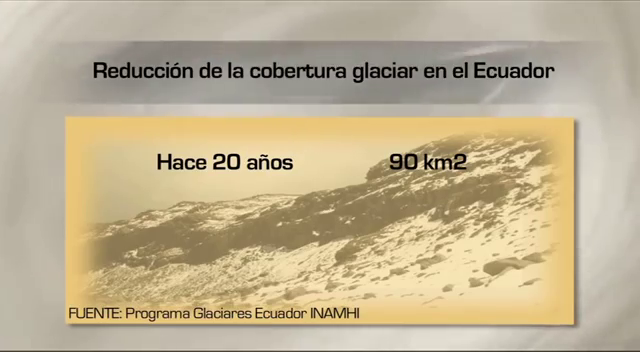 Reducción de la cobertura glaciar en el Ecuador
Hace 20 años 90 km2
FUENTE: Programa Glaciares Ecuador INAMHI